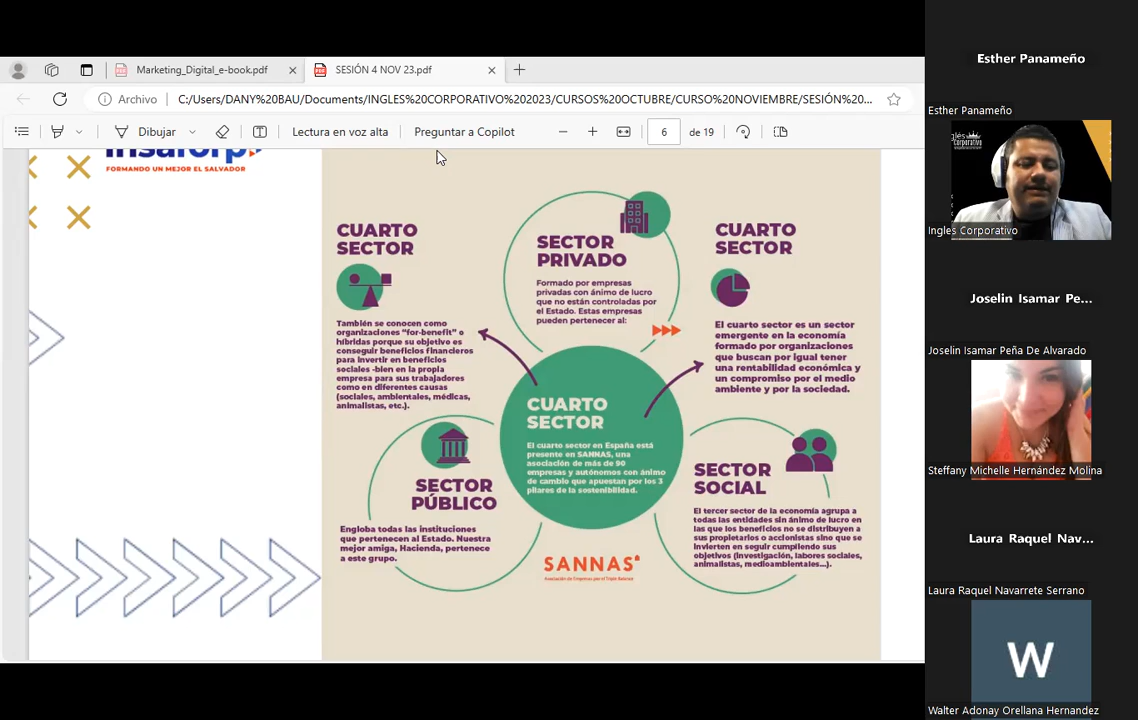 Marketing_Digital_e-book.pdf
SESIÓN 4 NOV 23.pdf
Archivo
C:/Users/DANY%20BAU/Documents/INGLES%20CORPORATIVO%202023/CURSOS%20OCTUBRE/CURSO%20NOVIEMBRE/SESIÓN%20...
Dibujar
Lectura en voz alta
Preguntar a Copilot
6
de 19
insaforp
FORMANDO UN MEJOR EL SALVADOR
CUARTO
SECTOR
También se conocen como
organizaciones "for-benefit" o
híbridas porque su objetivo es
conseguir beneficios financieros
para invertir en beneficios
sociales -bien en la propia
empresa para sus trabajadores
como en diferentes causas
(sociales, ambientales, médicas,
animalistas, etc.).
SECTOR
PRIVADO
Formado por empresas
privadas con ánimo de lucro
que no están controladas por
el Estado. Estas empresas
pueden pertenecer al:
CUARTO
SECTOR
El cuarto sector es un sector
emergente en la economía
formado por organizaciones
que buscan por igual tener
una rentabilidad económica y
un compromiso por el medio
ambiente y por la sociedad.
CUARTO
SECTOR
El cuarto sector en España está
presente en SANNAS, una
asociación de más de 90
empresas y autónomos con ánimo
de cambio que apuestan por los 3
pilares de la sostenibilidad.
SECTOR
PÚBLICO
Engloba todas las instituciones
que pertenecen al Estado. Nuestra
mejor amiga, Hacienda, pertenece
a este grupo.
SECTOR
SOCIAL
El tercer sector de la economía agrupa a
todas las entidades sin ánimo de lucro en
las que los beneficios no se distribuyen a
sus propietarios o accionistas sino que se
invierten en seguir cumpliendo sus
objetivos (investigación, labores sociales,
animalistas, medioambientales...).
SANNAS
Asociación de Empresas por el Triple Balance
Esther Panameño
Esther Panameño
Ingles Corporativo
Joselin Isamar Pe...
Joselin Isamar Peña De Alvarado
Steffany Michelle Hernández Molina
Laura Raquel Nav...
Laura Raquel Navarrete Serrano
W
Walter Adonay Orellana Hernandez